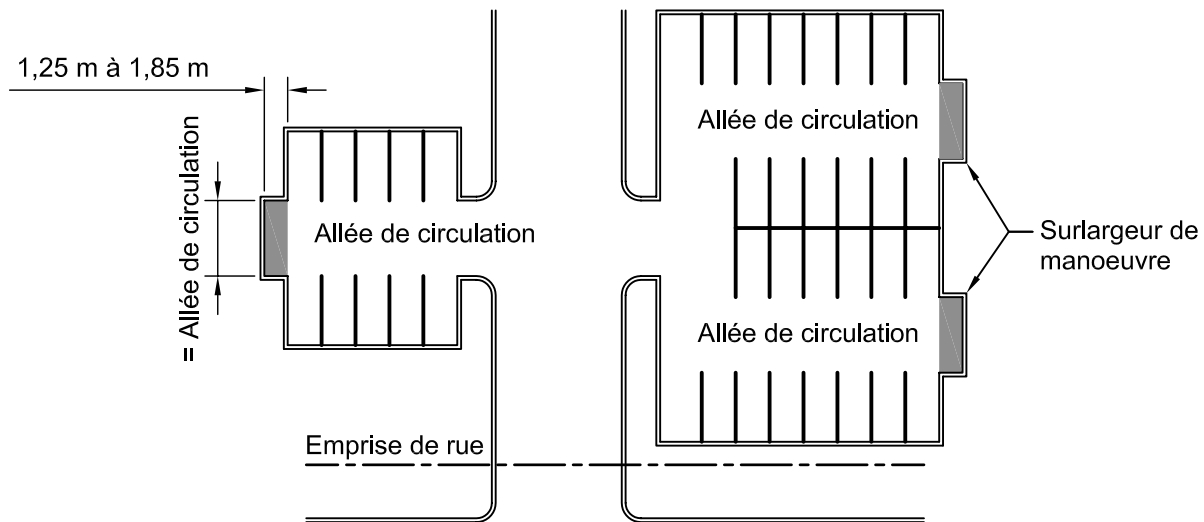 1,25 m à 1,85 m
= Allée de circulation
Allée de circulation
Allée de circulation
Allée de circulation
Surlargeur de
manoeuvre
Emprise de rue